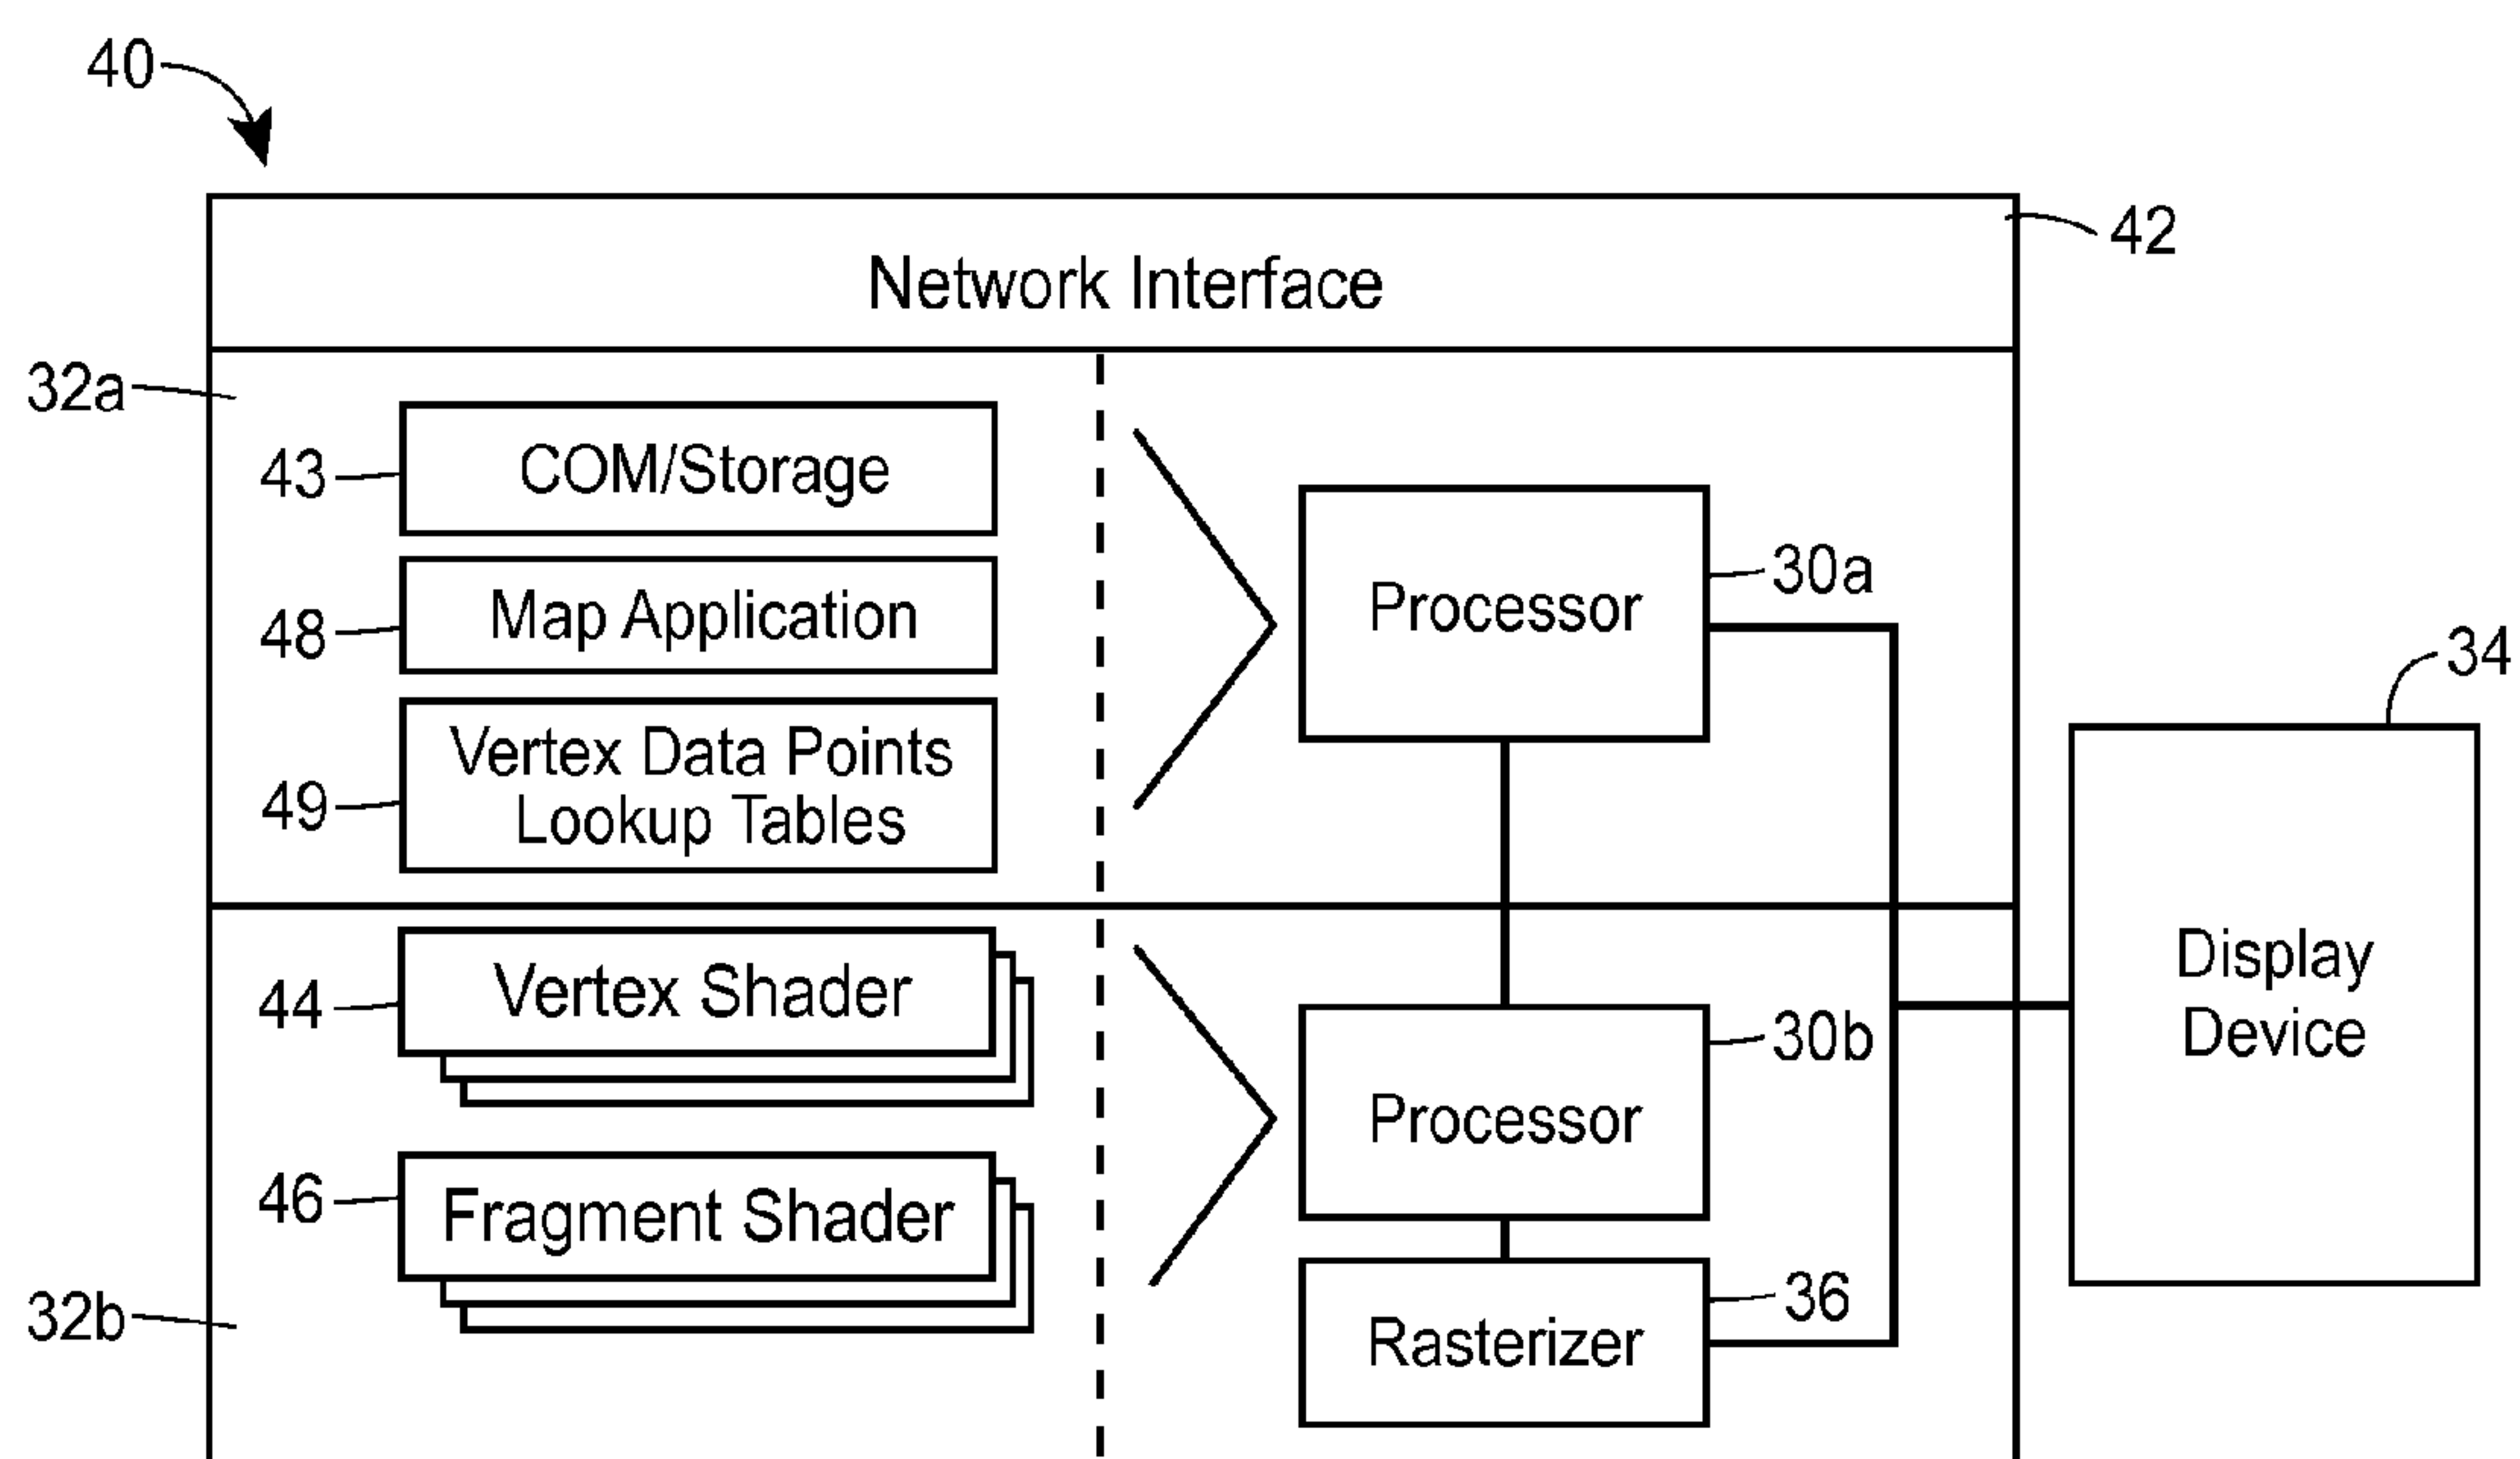 40
42
Network Interface
32a
43
COM/Storage
48
Map Application
49
Vertex Data Points
Lookup Tables
Processor
30a
34
Display
Device
44
Vertex Shader
30b
Processor
46
Fragment Shader
36
Rasterizer
32b